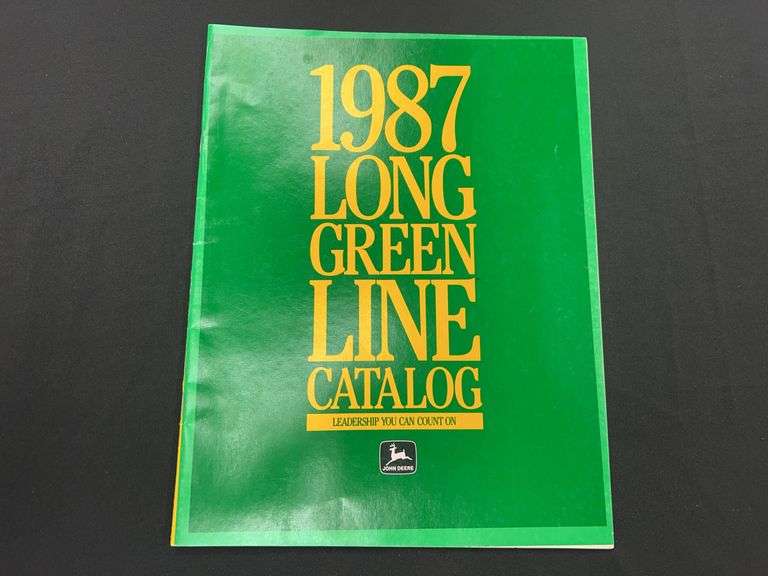 1987
LONG
GREEN
LINE
CATALOG
LEADERSHIP YOU CAN COUNT ON
JOHN DEERE